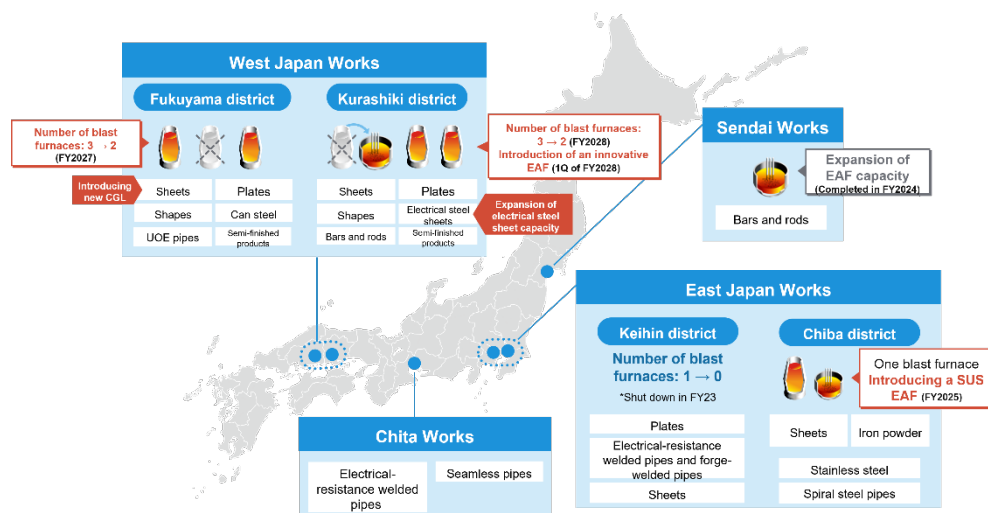 West Japan Works
Fukuyama district
Kurashiki district
Number of blast
furnaces: 3 → 2
(FY2027)
Number of blast furnaces:
3 → 2 (FY2028)
Introduction of an innovative
EAF (1Q of FY2028)
Introducing
new CGL
Sheets
Plates
Shapes
Can steel
UOE pipes
Semi-finished
products
Sheets
Plates
Shapes
Electrical steel
sheets
Bars and rods
Semi-finished
products
Expansion of
electrical steel
sheet capacity
Sendai Works
Expansion of
EAF capacity
(Completed in FY2024)
Bars and rods
East Japan Works
Keihin district
Number of blast
furnaces: 1 → 0
*Shut down in FY23
Plates
Electrical-resistance
welded pipes and forge-
welded pipes
Sheets
Chiba district
One blast furnace
Introducing a SUS
EAF (FY2025)
Sheets
Iron powder
Stainless steel
Spiral steel pipes
Chita Works
Electrical-
resistance welded
pipes
Seamless pipes